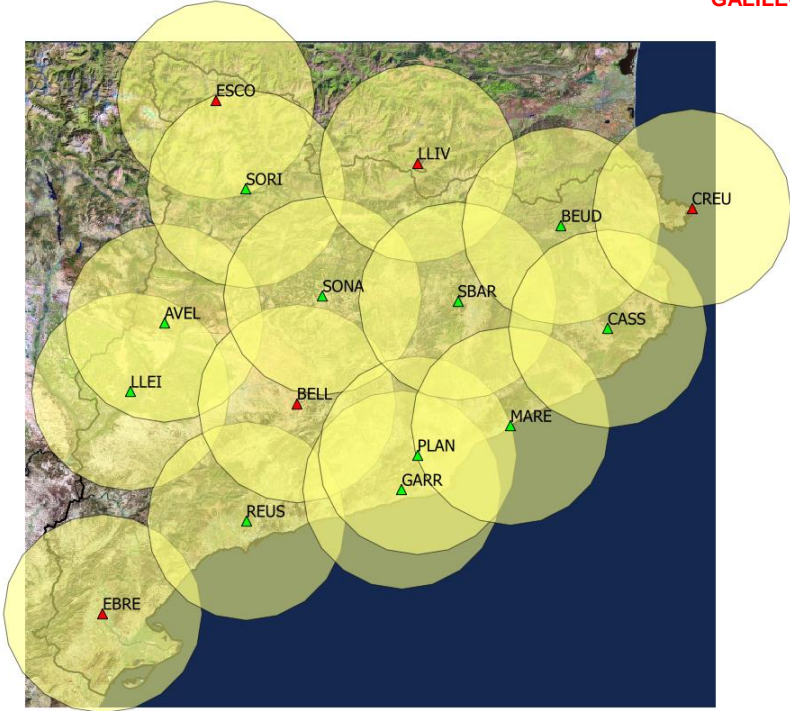 ESCO
LLIV
SORI
CREU
BEUD
SONA
SBAR
AVEL
CASS
LLEI
BELL
MARE
PLAN
GARR
REUS
EBRE